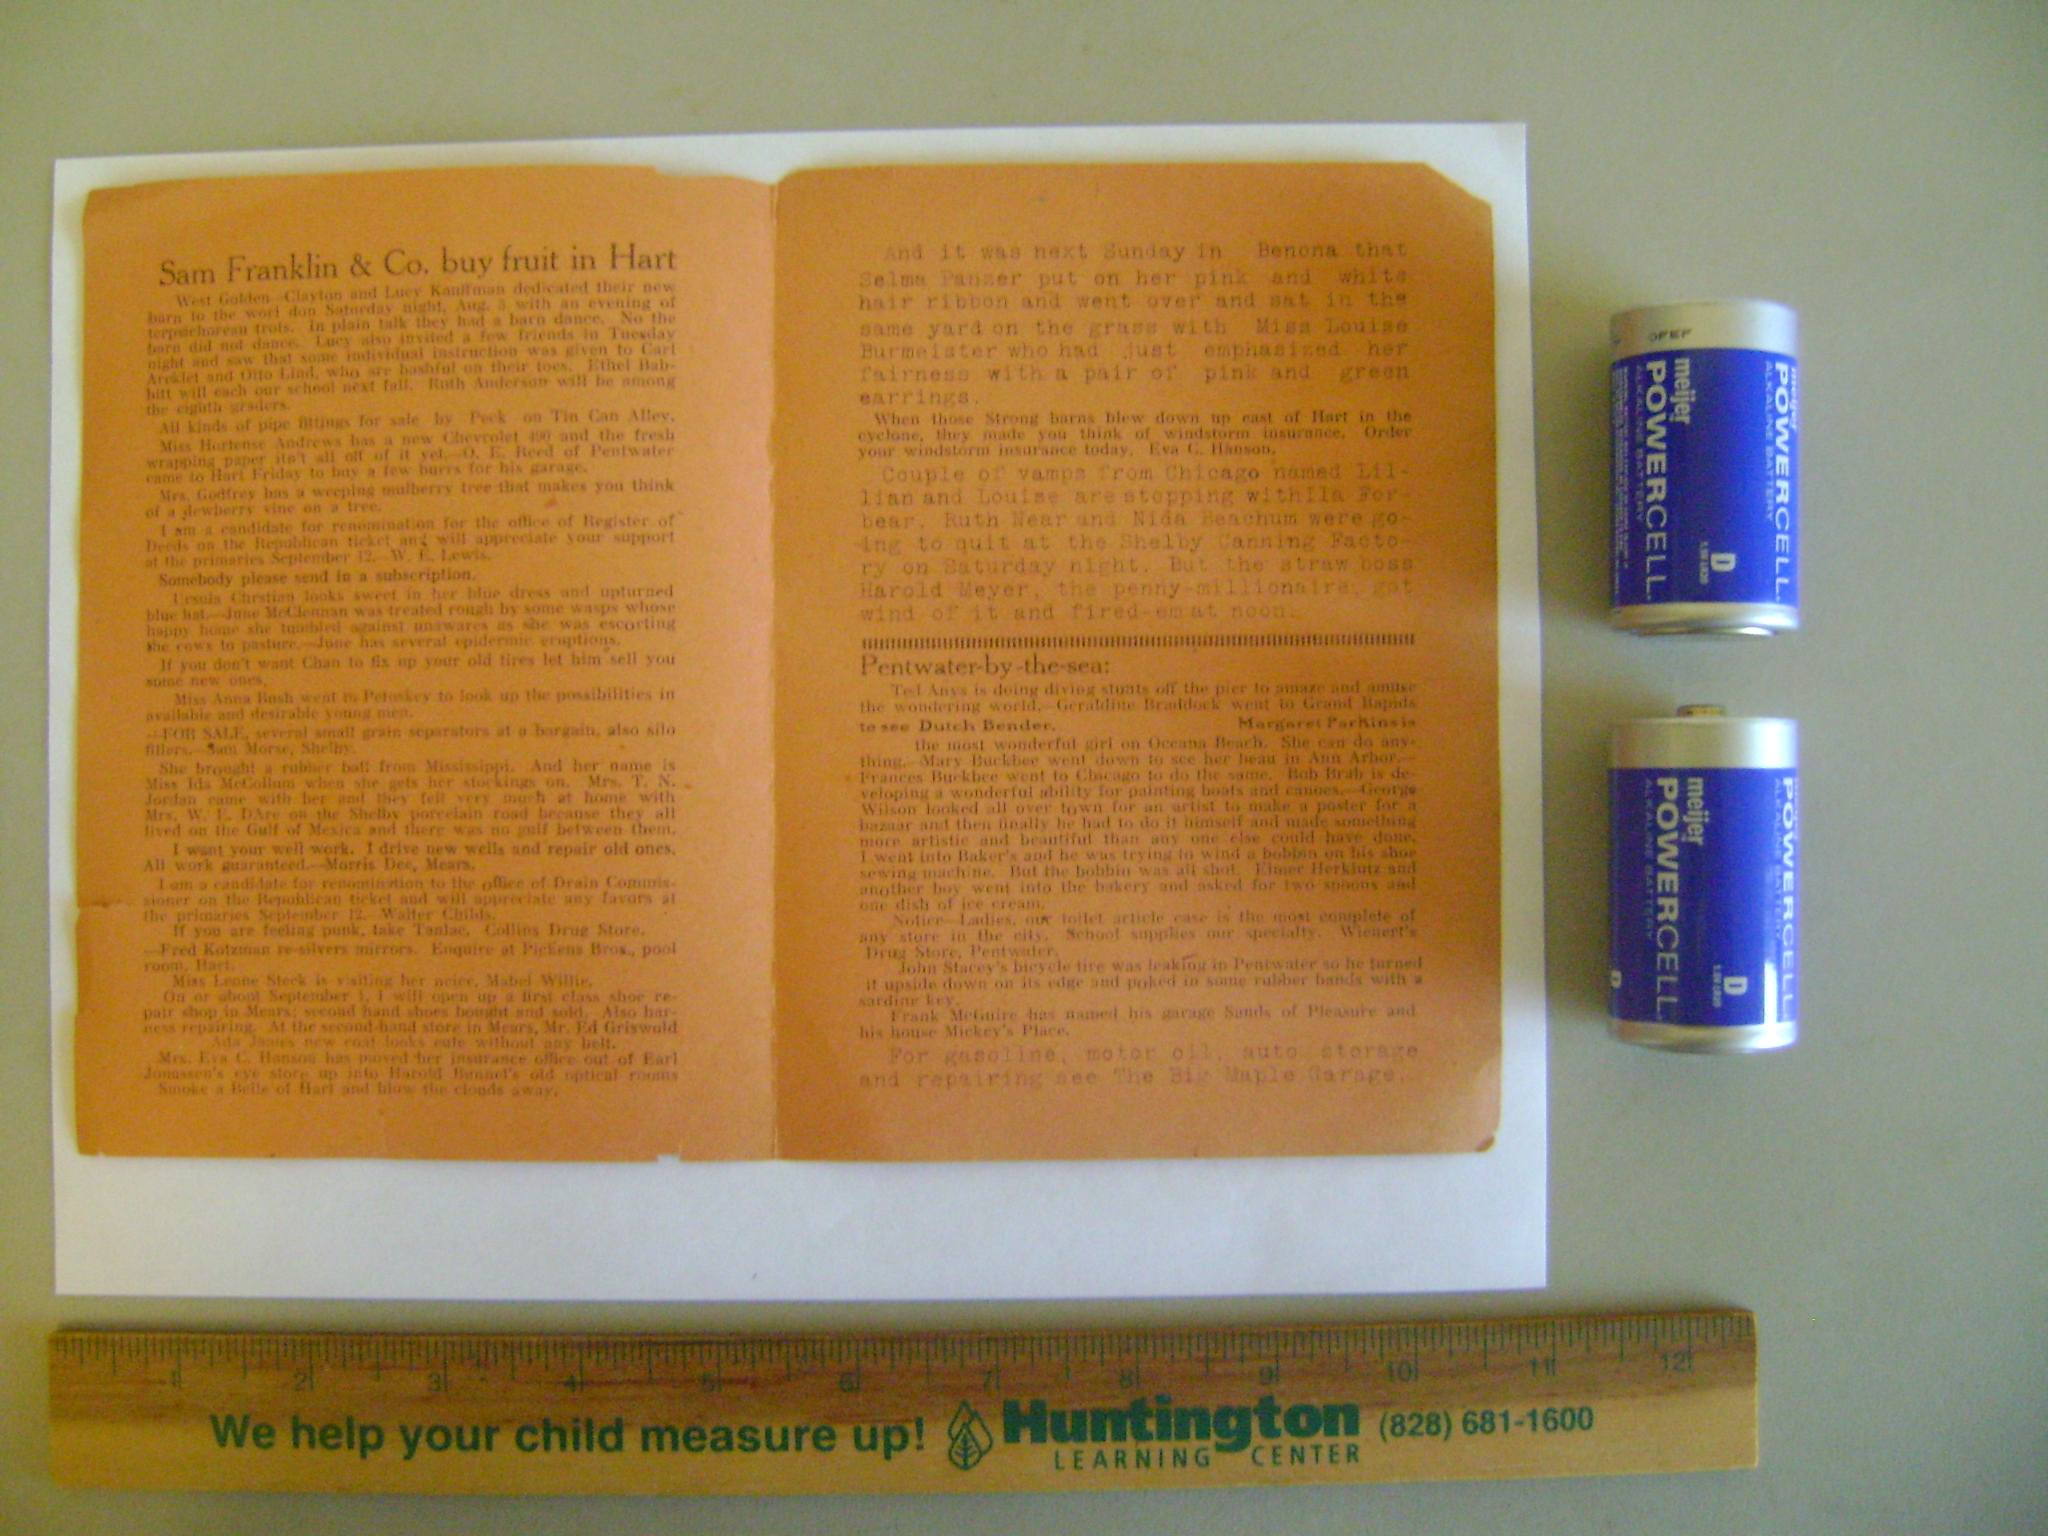 Sam Franklin & Co. buy fruit in Hart
West Golden—Clayton and Lucy Kauffman dedicated their new
barn to the worl don Saturday night, Aug. 5 with an evening of
terpsichorean trots. In plain talk they had a barn dance. No the
barn did not dance. Lucy also invited a few friends in Tuesday
night and saw that some individual instruction was given to Carl
and Otto Lind, who are bashful on their toes. Ethel Bab-
bitt will each our school next fall. Ruth Anderson will be among
the eighth graders.
All kinds of pipe fittings for sale by Peck on Tin Can Alley.
Miss Hortense Andrews has a new Chevrolet 490 and the fresh
wrapping paper isn't all off of it yet.—O. E. Reed of Pentwater
came to Hart Friday to buy a few burrs for his garage.
Mrs. Godfrey has a weeping mulberry tree that makes you think
of a dewberry vine on a tree.
I am a candidate for renomination for the office of Register of
Deeds on the Republican ticket and will appreciate your support
at the primaries September 12.—W. E. Lewis.
Somebody please send in a subscription.
Ursula Chrstian looks sweet in her blue dress and upturned
blue hat.—June McClennan was treated rough by some wasps whose
happy home she tumbled against unawares as she was escorting
the cows to pasture.—June has several epidermic eruptions.
If you don't want Chan to fix up your old tires let him sell you
some new ones.
Miss Anna Bush went to Petoskey to look up the possibilities in
available and desirable young men.
—FOR SALE, several small grain separators at a bargain, also silo
fillers.—Sam Morse, Shelby.
She brought a rubber ball from Mississippi. And her name is
Miss Ida McCollum when she gets her stockings on. Mrs. T. N.
Jordan came with her and they fell very much at home with
Mrs. W. E. DAre on the Shelby porcelain road because they all
lived on the Gulf of Mexico and there was no gulf between them.
I want your well work. I drive new wells and repair old ones.
All work guaranteed.—Morris Dee, Mears.
I am a candidate for renomination to the office of Drain Commis-
sioner on the Republican ticket and will appreciate any favors at
the primaries September 12.—Walter Childs.
If you are feeling punk, take Tanlac. Collins Drug Store.
—Fred Kotzman re-silvers mirrors. Enquire at Pickens Bros., pool
room, Hart.
Miss Leone Steck is visiting her neice, Mabel Willie.
On or about September 1, I will open up a first class shoe re-
pair shop in Mears; second hand shoes bought and sold. Also har-
ness repairing. At the second-hand store in Mears, Mr. Ed Griswold
Ada James new coat looks cute without any belt.
Mrs. Eva C. Hanson has moved her insurance office out of Earl
Jonassen's eye store up into Harold Bennel's old optical rooms
Smoke a Belle of Hart and blow the clouds away.
And it was next Sunday in Benona that
Selma Panzer put on her pink and white
hair ribbon and went over and sat in the
same yard on the grass with Miss Louise
Burmeister who had just emphasized her
fairness with a pair of pink and green
earrings.
When those Strong barns blew down up east of Hart in the
cyclone, they made you think of windstorm insurance. Order
your windstorm insurance today. Eva C. Hanson.
Couple of vamps from Chicago named Lil-
lian and Louise are stopping with Ila For-
bear. Ruth Near and Nida Beachum were go-
ing to quit at the Shelby Canning Facto-
ry on Saturday night. But the straw boss
Harold Meyer, the penny-millionaire, got
wind of it and fired-em at noon.
Pentwater-by-the-sea:
Ted Anys is doing diving stunts off the pier to amaze and amuse
the wondering world.—Geraldine Braddock went to Grand Rapids
to see Dutch Bender. Margaret Parkins is
the most wonderful girl on Oceana Beach. She can do any-
thing.—Mary Buckbee went down to see her beau in Ann Arbor.—
Frances Buckbee went to Chicago to do the same. Bob Brab is de-
veloping a wonderful ability for painting boats and canoes.—George
Wilson looked all over town for an artist to make a poster for a
bazaar and then finally he had to do it himself and made something
more artistic and beautiful than any one else could have done.
I went into Baker's and he was trying to wind a bobbin on his shoe
sewing machine. But the bobbin was all shot. Elmer Herklutz and
another boy went into the bakery and asked for two spoons and
one dish of ice cream.
Notice—Ladies, our toilet article case is the most complete of
any store in the city. School supplies our specialty. Wienert's
Drug Store, Pentwater.
John Stacey's bicycle tire was leaking in Pentwater so he turned
it upside down on its edge and poked in some rubber bands with a
sardine key.
Frank McGuire has named his garage Sands of Pleasure and
his house Mickey's Place.
For gasoline, motor oil, auto storage
and repairing see The Big Maple Garage.
meijer
POWERCELL
ALKALINE BATTERY
D
meijer
POWERCELL
ALKALINE BATTERY
meijer
POWERCELL
ALKALINE BATTERY
D
POWERCELL
ALKALINE BATTERY
D
1 2 3 4 5 6 7 8 9 10 11 12
We help your child measure up! Huntington (828) 681-1600
LEARNING CENTER